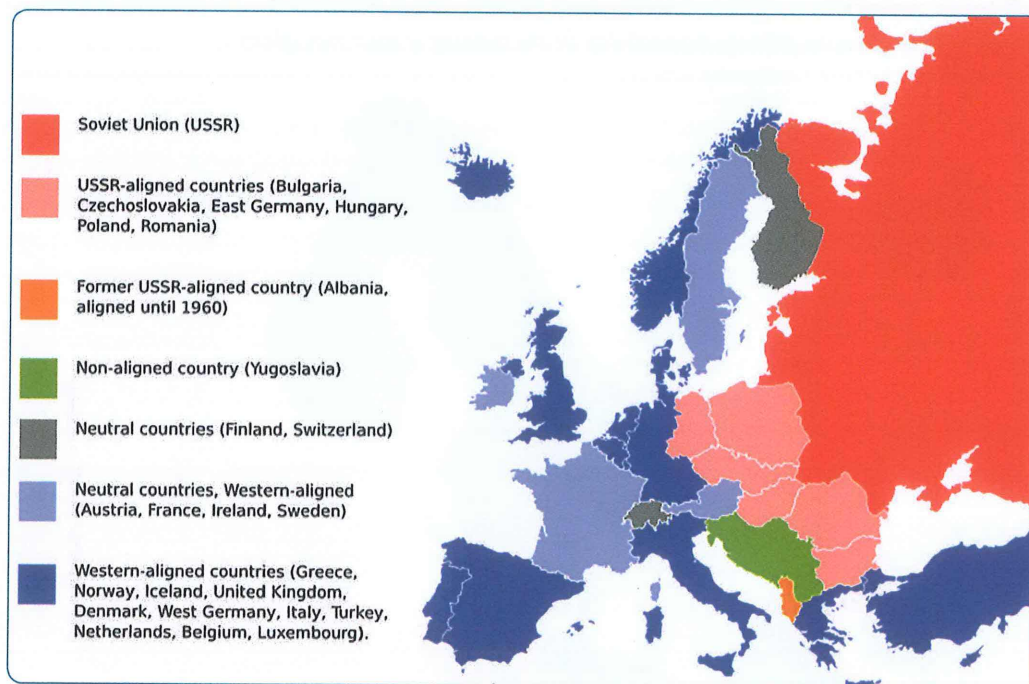 Soviet Union (USSR)
USSR-aligned countries (Bulgaria,
Czechoslovakia, East Germany, Hungary,
Poland, Romania)
Former USSR-aligned country (Albania,
aligned until 1960)
Non-aligned country (Yugoslavia)
Neutral countries (Finland, Switzerland)
Neutral countries, Western-aligned
(Austria, France, Ireland, Sweden)
Western-aligned countries (Greece,
Norway, Iceland, United Kingdom,
Denmark, West Germany, Italy, Turkey,
Netherlands, Belgium, Luxembourg).